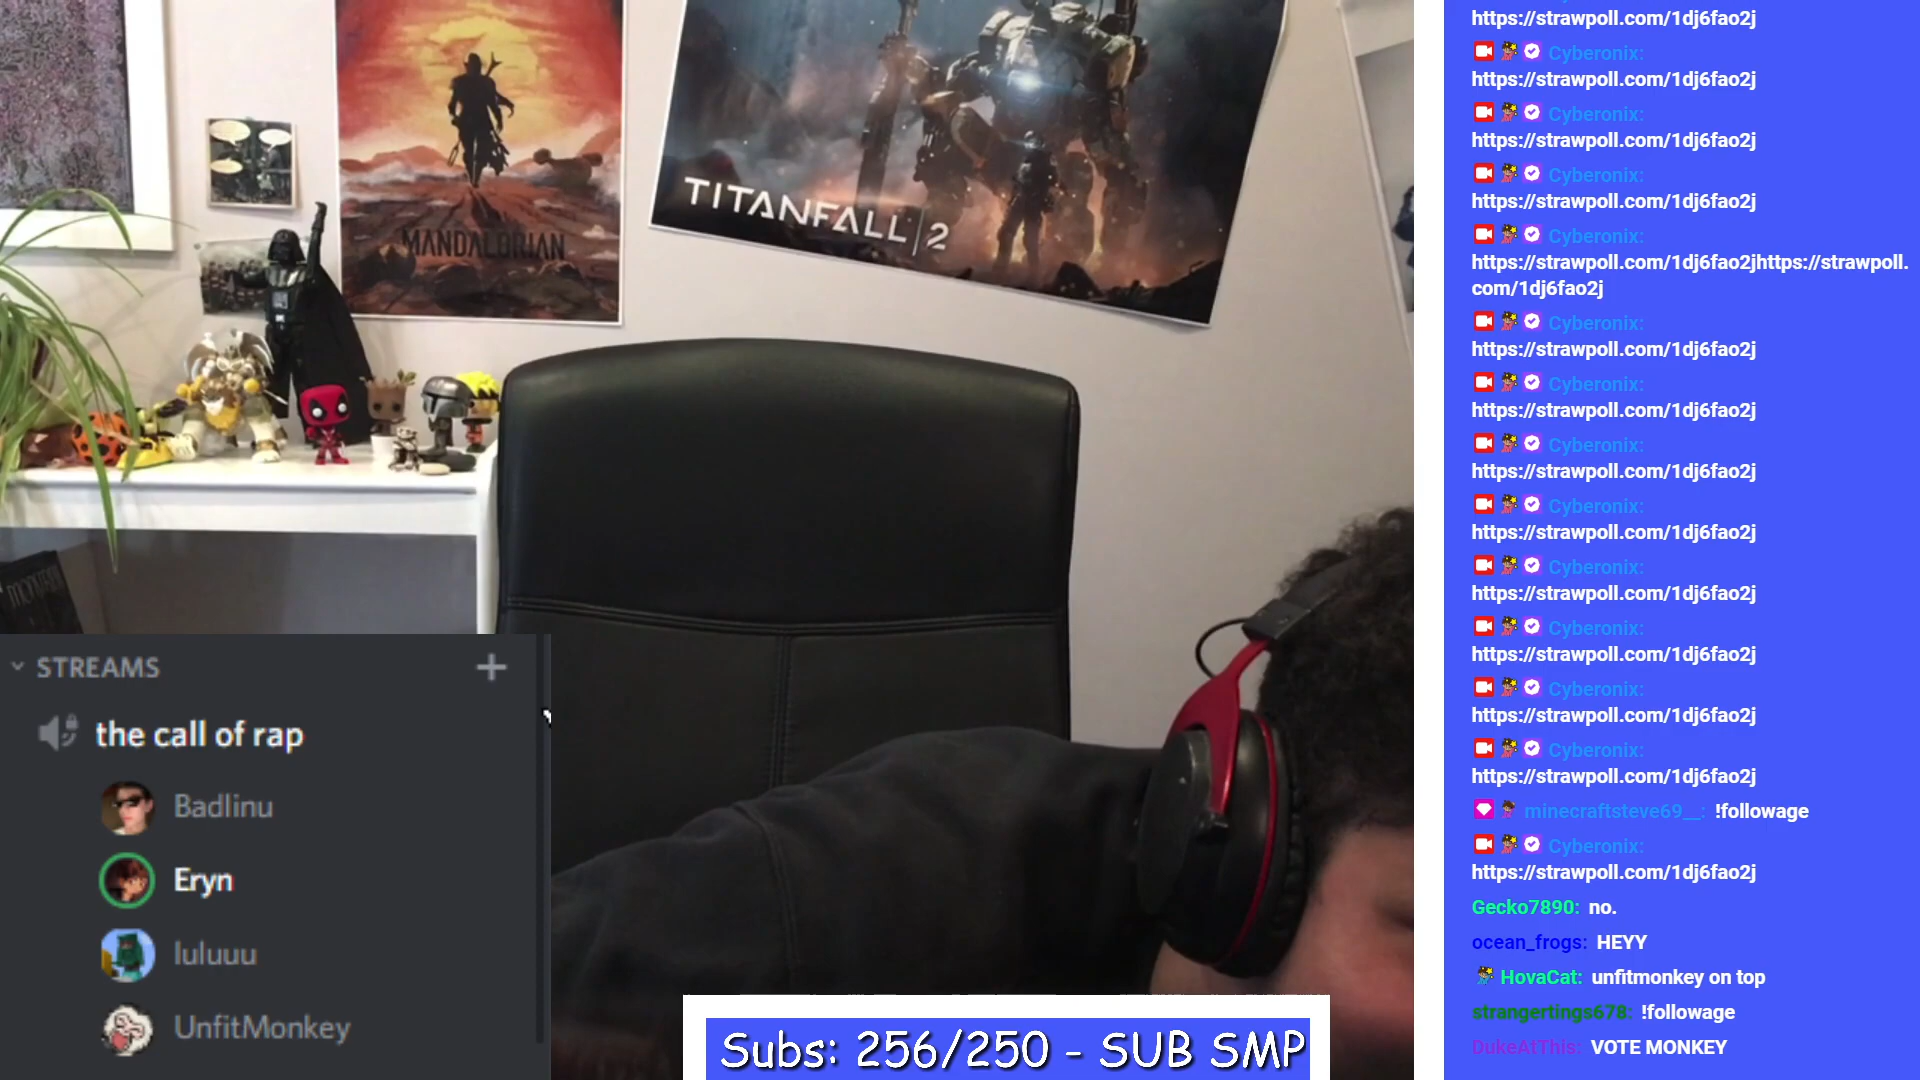 MANDALORIAN
TITANFALL 2
STREAMS
the call of rap
Badlinu
Eryn
luluuu
UnfitMonkey
Subs: 256/250 - SUB SMP
https://strawpoll.com/1dj6fao2j
Cyberonix:
https://strawpoll.com/1dj6fao2j
Cyberonix:
https://strawpoll.com/1dj6fao2j
Cyberonix:
https://strawpoll.com/1dj6fao2j
Cyberonix:
https://strawpoll.com/1dj6fao2jhttps://strawpoll.
com/1dj6fao2j
Cyberonix:
https://strawpoll.com/1dj6fao2j
Cyberonix:
https://strawpoll.com/1dj6fao2j
Cyberonix:
https://strawpoll.com/1dj6fao2j
Cyberonix:
https://strawpoll.com/1dj6fao2j
Cyberonix:
https://strawpoll.com/1dj6fao2j
Cyberonix:
https://strawpoll.com/1dj6fao2j
Cyberonix:
https://strawpoll.com/1dj6fao2j
Cyberonix:
https://strawpoll.com/1dj6fao2j
minecraftsteve69__: !followage
Cyberonix:
https://strawpoll.com/1dj6fao2j
Gecko7890: no.
ocean_frogs: HEYY
HovaCat: unfitmonkey on top
strangertings678: !followage
DukeAtThis: VOTE MONKEY